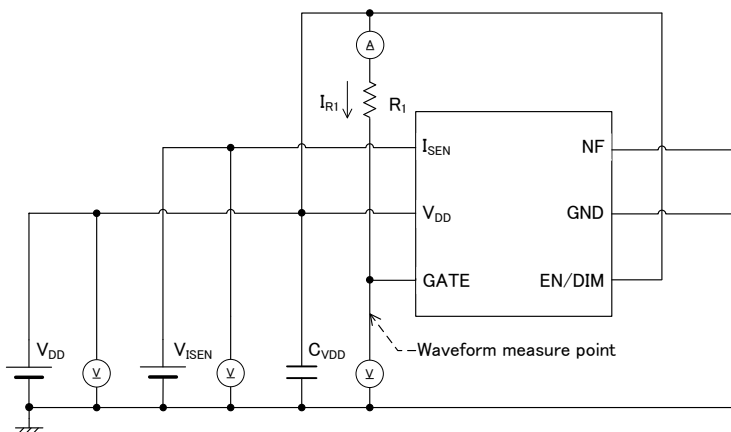 A
I_R1
R_1
I_SEN
NF
V_DD
GND
GATE
EN/DIM
Waveform measure point
V_DD
V
V_ISEN
V
C_VDD
V